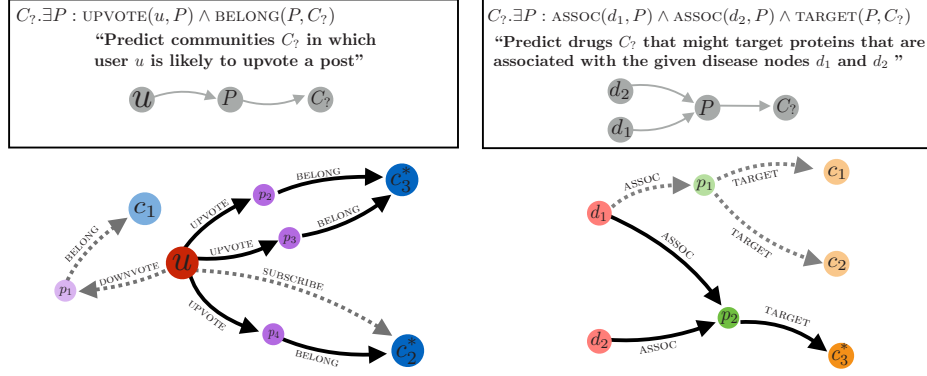 C?.∃P : UPVOTE(u, P) ∧ BELONG(P, C?)
“Predict communities C? in which
user u is likely to upvote a post”
u P C?
C?.∃P : ASSOC(d1, P) ∧ ASSOC(d2, P) ∧ TARGET(P, C?)
“Predict drugs C? that might target proteins that are
associated with the given disease nodes d1 and d2 ”
d2
P C?
d1
BELONG
c3*
p2
c1
UPVOTE
BELONG
p3
UPVOTE
BELONG
u
DOWNVOTE
SUBSCRIBE
p1
UPVOTE
p4
BELONG
c2*
c1
ASSOC
p1
TARGET
d1
TARGET
ASSOC
c2
p2
TARGET
d2
ASSOC
c3*